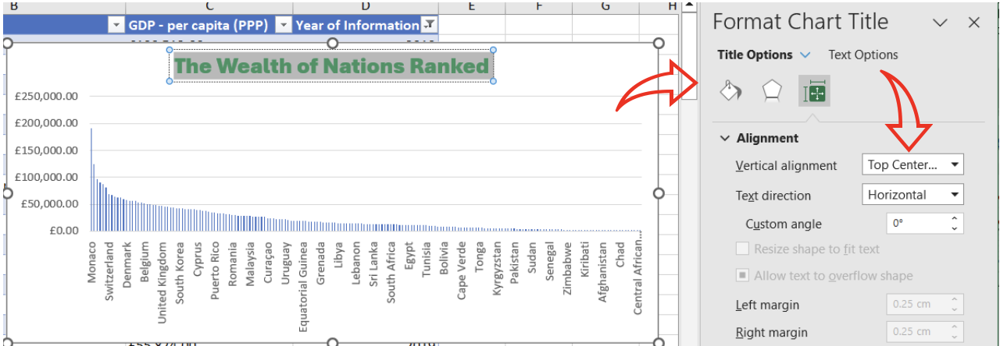 B C D E F G H
GDP - per capita (PPP) Year of Information
The Wealth of Nations Ranked
£250,000.00
£200,000.00
£150,000.00
£100,000.00
£50,000.00
£0.00
Monaco
Switzerland
Denmark
Belgium
United Kingdom
South Korea
Cyprus
Puerto Rico
Romania
Malaysia
Curaçao
Uruguay
Equatorial Guinea
Grenada
Libya
Lebanon
Sri Lanka
South Africa
Egypt
Tunisia
Bolivia
Cape Verde
Tonga
Kyrgyzstan
Pakistan
Sudan
Senegal
Zimbabwe
Kiribati
Afghanistan
Chad
Central African...
Format Chart Title
Title Options Text Options
Alignment
Vertical alignment Top Center...
Text direction Horizontal
Custom angle 0°
Resize shape to fit text
Allow text to overflow shape
Left margin 0.25 cm
Right margin 0.25 cm